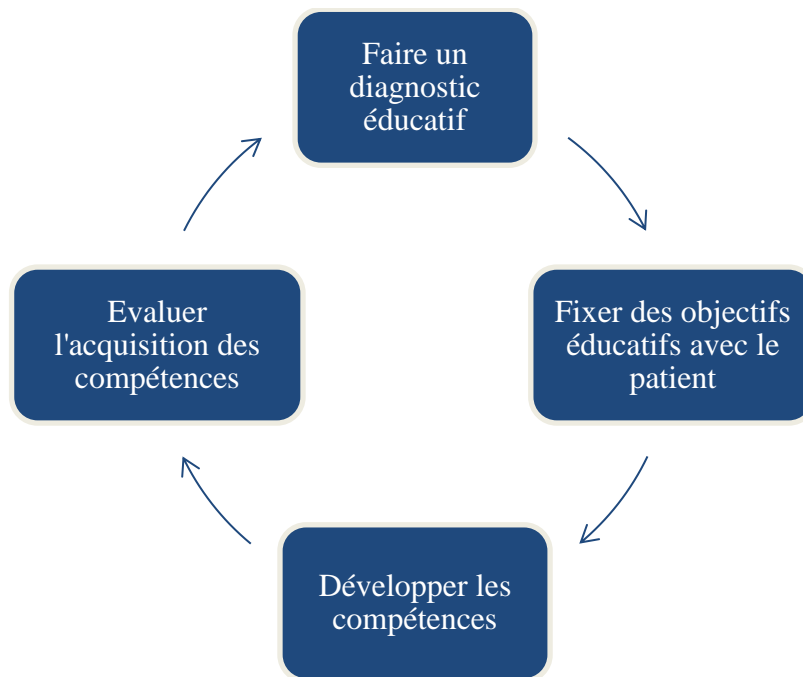 Faire un
diagnostic
éducatif
Fixer des objectifs
éducatifs avec le
patient
Développer les
compétences
Evaluer
l'acquisition des
compétences